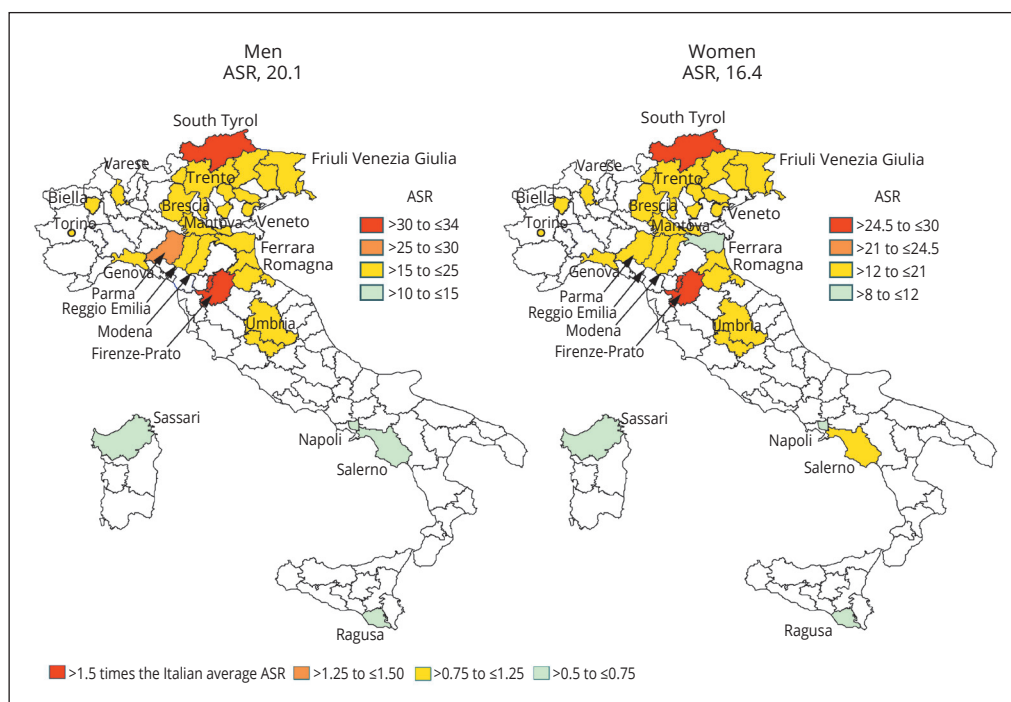 Men
ASR, 20.1
South Tyrol
Varese
Friuli Venezia Giulia
Trento
Biella
Brescia
Torino
Mantova
Veneto
Genova
Ferrara
Romagna
Parma
Reggio Emilia
Modena
Firenze-Prato
Umbria
Sassari
Napoli
Salerno
Ragusa
ASR
>30 to ≤34
>25 to ≤30
>15 to ≤25
>10 to ≤15
Women
ASR, 16.4
South Tyrol
Varese
Friuli Venezia Giulia
Trento
Biella
Brescia
Torino
Mantova
Veneto
Genova
Ferrara
Romagna
Parma
Reggio Emilia
Modena
Firenze-Prato
Umbria
Sassari
Napoli
Salerno
Ragusa
ASR
>24.5 to ≤30
>21 to ≤24.5
>12 to ≤21
>8 to ≤12
>1.5 times the Italian average ASR >1.25 to ≤1.50 >0.75 to ≤1.25 >0.5 to ≤0.75